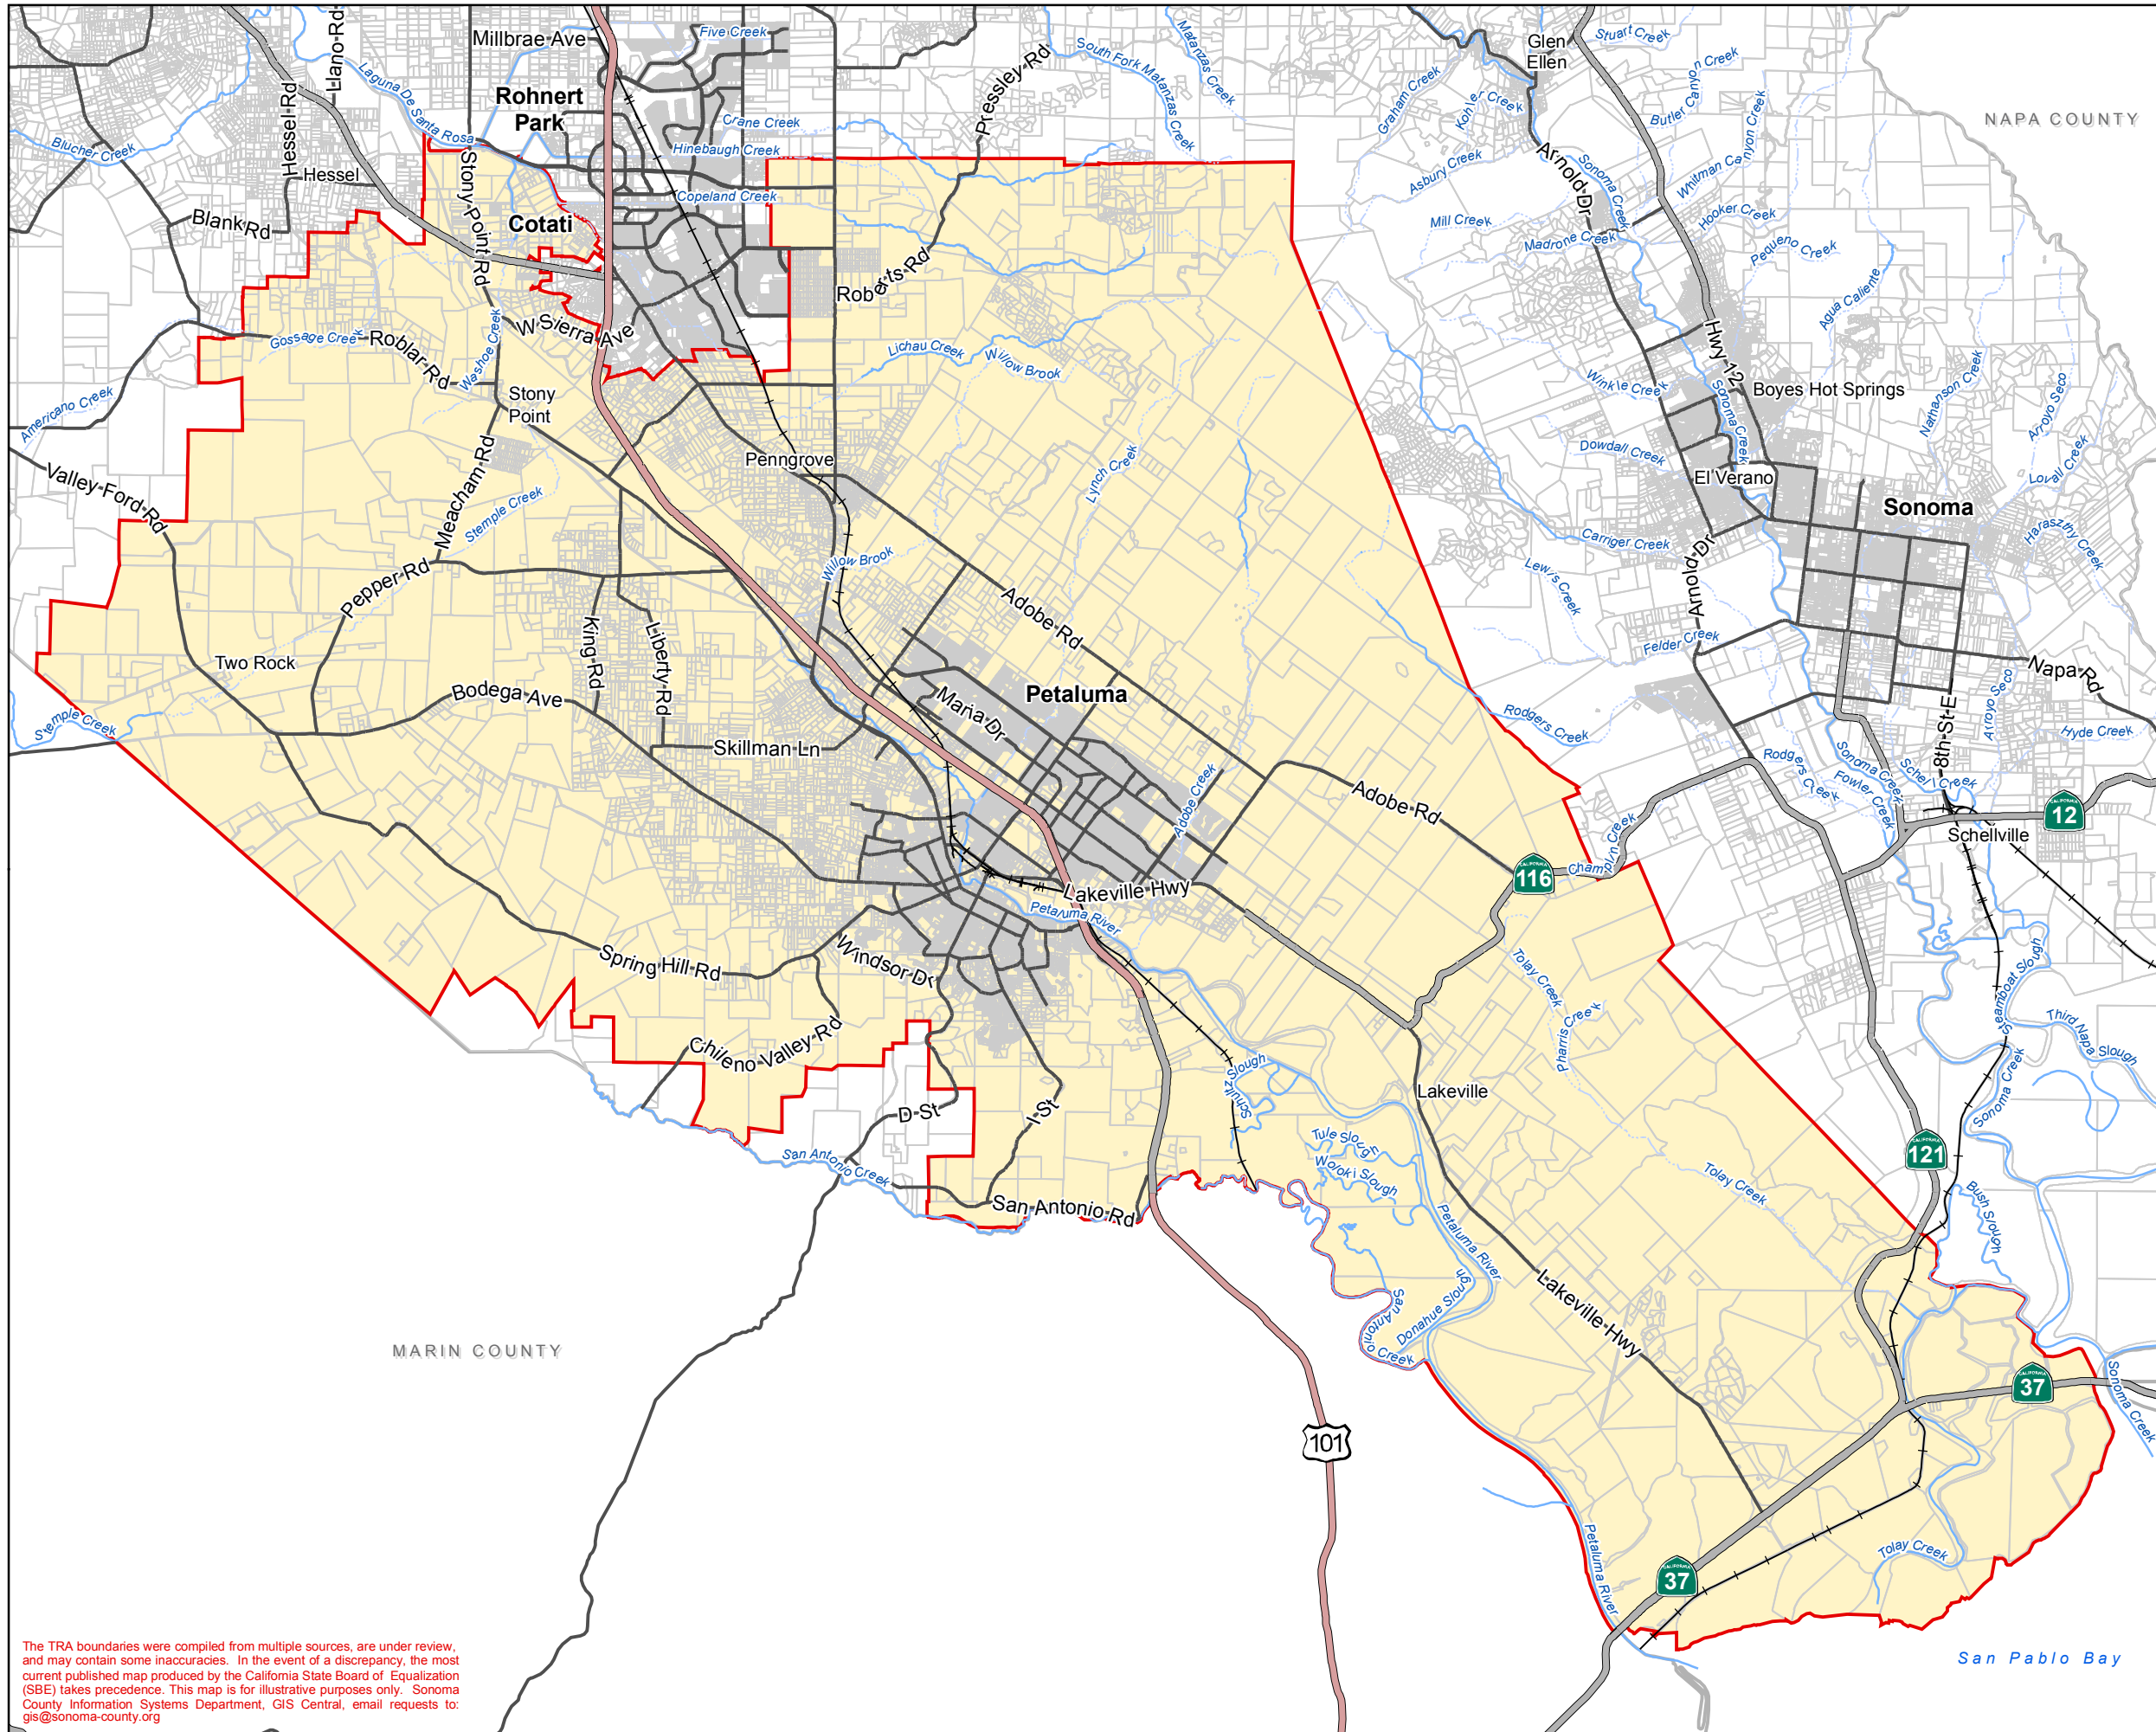 Millbrae Ave
Five Creek
Llano Rd
Hessel Rd
Laguna De Santa Rosa
Rohnert
Park
Crane Creek
Hinebaugh Creek
Pressley Rd
South Fork Matanzas Creek
Matanzas Creek
Glen
Ellen
Stuart Creek
Graham Creek
Kohler Creek
Butler Canyon Creek
Whitman Canyon Creek
NAPA COUNTY
Blucher Creek
Hessel
Blank Rd
Stony Point Rd
Cotati
Copeland Creek
Asbury Creek
Arnold Dr
Sonoma Creek
Mill Creek
Madrone Creek
Hooker Creek
Pequeno Creek
Agua Caliente
Roberts Rd
W Sierra Ave
Gossage Cree
Roblar Rd
Washoe Creek
Lichau Creek
Willow Brook
Hwy 12
Winkle Creek
Sonoma Creek
Boyes Hot Springs
Nathanson Creek
Arroyo Seco
Lovall Creek
Americano Creek
Stony
Point
Penngrove
Lynch Creek
Dowdall Creek
El Verano
Sonoma
Valley Ford Rd
Meacham Rd
Stemple Creek
Pepper Rd
Willow Brook
Carriger Creek
Arnold Dr
Haraszthy Creek
Lewis Creek
Adobe Rd
King Rd
Liberty Rd
Two Rock
Bodega Ave
Felder Creek
Napa Rd
Stemple Creek
Skillman Ln
Maria Dr
Petaluma
Rodgers Creek
Rodgers Creek
Sonoma Creek
Fowler Creek
Schell Creek
8th St E
Arroyo Seco
Hyde Creek
Adobe Creek
Adobe Rd
Champlin Creek
CALIFORNIA
12
Schellville
CALIFORNIA
116
Lakeville Hwy
Petaluma River
Windsor Dr
Spring Hill Rd
Tolay Creek
Pharris Creek
Steamboat Slough
Third Napa Slough
Chileno Valley Rd
Schultz Slough
Lakeville
Sonoma Creek
D St
I St
San Antonio Creek
Tule Slough
Woloki Slough
CALIFORNIA
121
Tolay Creek
Bush Slough
San Antonio Rd
Petaluma River
Donahue Slough
San Antonio Creek
Lakeville Hwy
MARIN COUNTY
CALIFORNIA
37
Sonoma Creek
101
Petaluma River
Tolay Creek
CALIFORNIA
37
San Pablo Bay
The TRA boundaries were compiled from multiple sources, are under review,
and may contain some inaccuracies. In the event of a discrepancy, the most
current published map produced by the California State Board of Equalization
(SBE) takes precedence. This map is for illustrative purposes only. Sonoma
County Information Systems Department, GIS Central, email requests to:
gis@sonoma-county.org